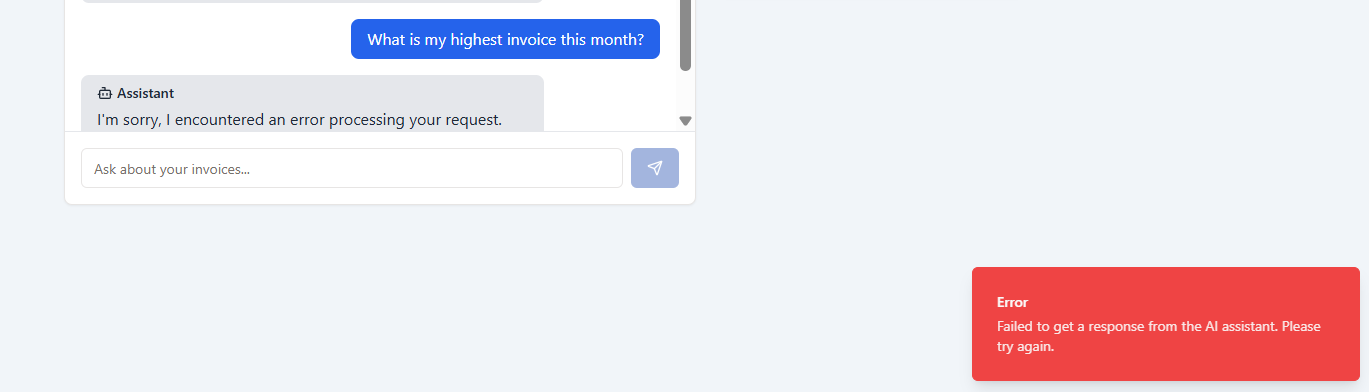 What is my highest invoice this month?
Assistant
I'm sorry, I encountered an error processing your request.
Ask about your invoices...
Error
Failed to get a response from the AI assistant. Please
try again.